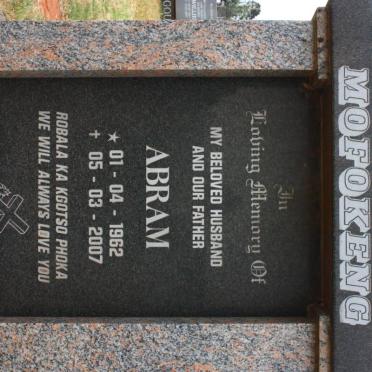 MOFOKENG
In
Loving Memory Of
MY BELOVED HUSBAND
AND OUR FATHER
ABRAM
★ 01 - 04 - 1962
✝ 05 - 03 - 2007
ROBALA KA KGOTSO PHOKA
WE WILL ALWAYS LOVE YOU